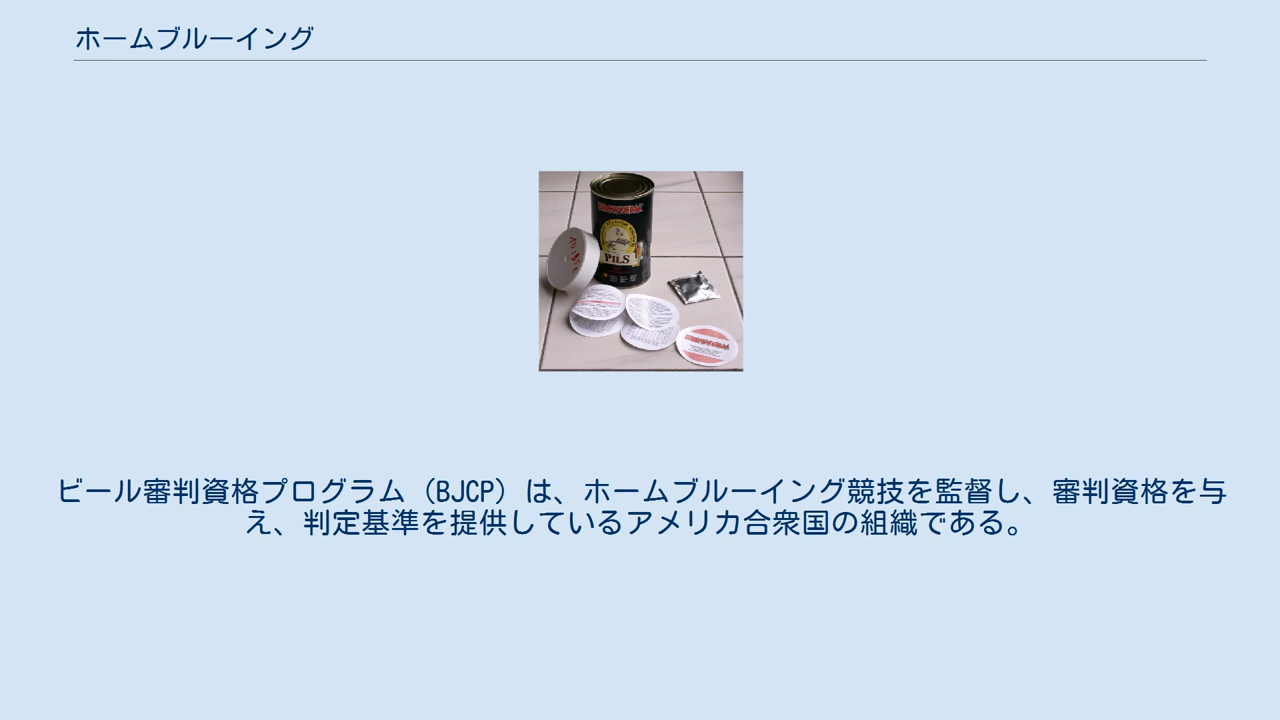 ホームブルーイング
PILS
ビール審判資格プログラム（BJCP）は、ホームブルーイング競技を監督し、審判資格を与
え、判定基準を提供しているアメリカ合衆国の組織である。